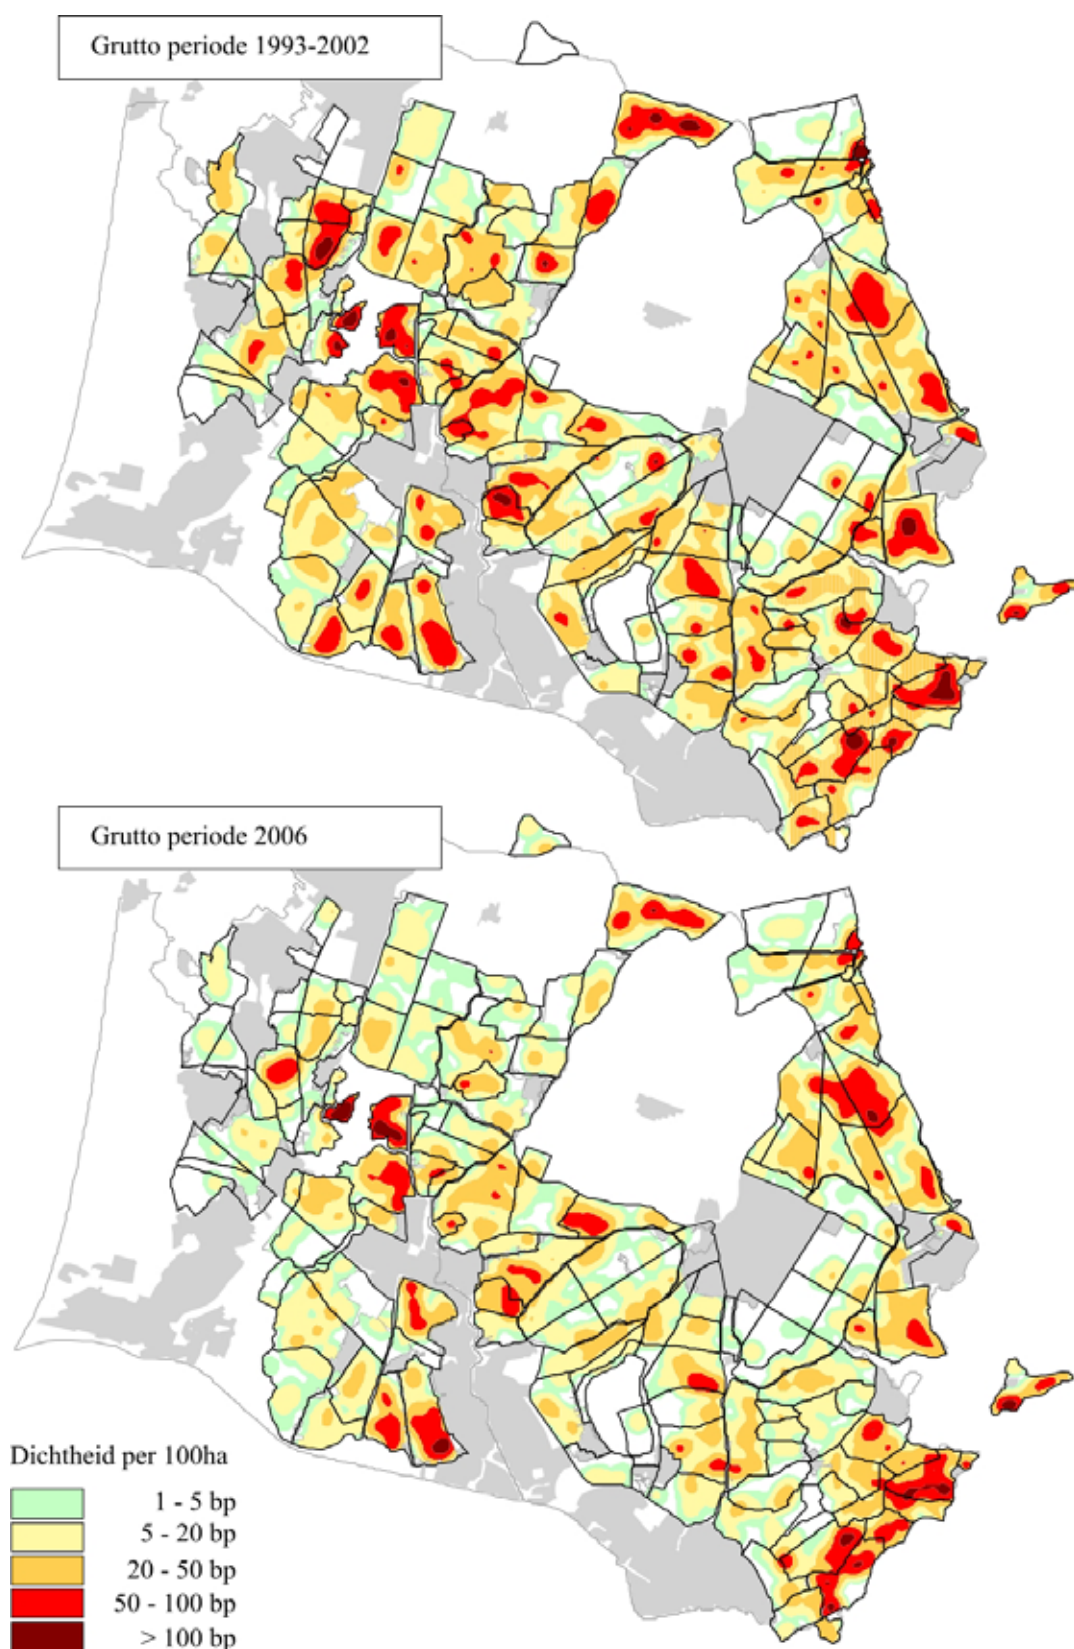 Grutto periode 1993-2002
Grutto periode 2006
Dichtheid per 100ha
1 - 5 bp
5 - 20 bp
20 - 50 bp
50 - 100 bp
> 100 bp